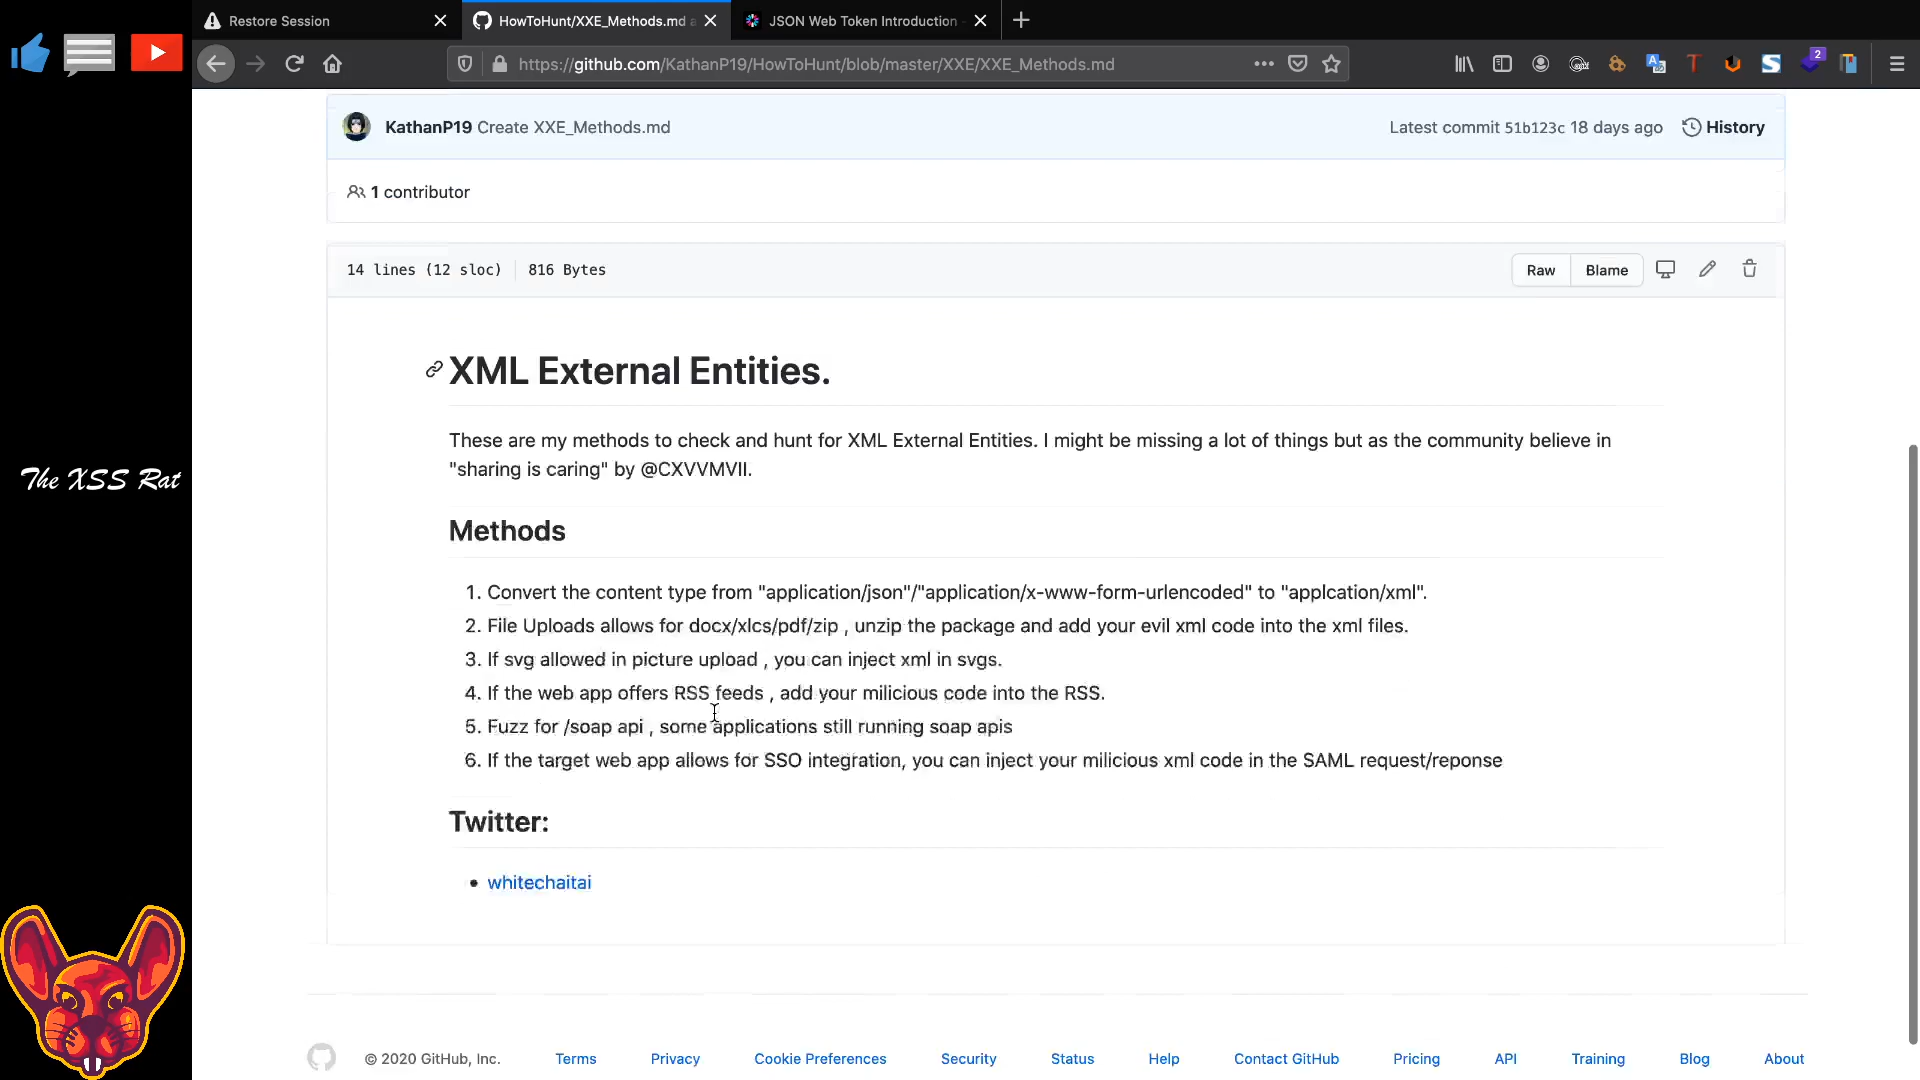 Restore Session
HowToHunt/XXE_Methods.md a
JSON Web Token Introduction
https://github.com/KathanP19/HowToHunt/blob/master/XXE/XXE_Methods.md
2
KathanP19 Create XXE_Methods.md
Latest commit 51b123c 18 days ago
History
1 contributor
14 lines (12 sloc)
816 Bytes
Raw
Blame
XML External Entities.
These are my methods to check and hunt for XML External Entities. I might be missing a lot of things but as the community believe in
"sharing is caring" by @CXVVMVII.
Methods
1. Convert the content type from "application/json"/"application/x-www-form-urlencoded" to "applcation/xml".
2. File Uploads allows for docx/xlcs/pdf/zip , unzip the package and add your evil xml code into the xml files.
3. If svg allowed in picture upload , you can inject xml in svgs.
4. If the web app offers RSS feeds , add your milicious code into the RSS.
5. Fuzz for /soap api , some applications still running soap apis
6. If the target web app allows for SSO integration, you can inject your milicious xml code in the SAML request/reponse
Twitter:
whitechaitai
© 2020 GitHub, Inc.
Terms
Privacy
Cookie Preferences
Security
Status
Help
Contact GitHub
Pricing
API
Training
Blog
About
The XSS Rat